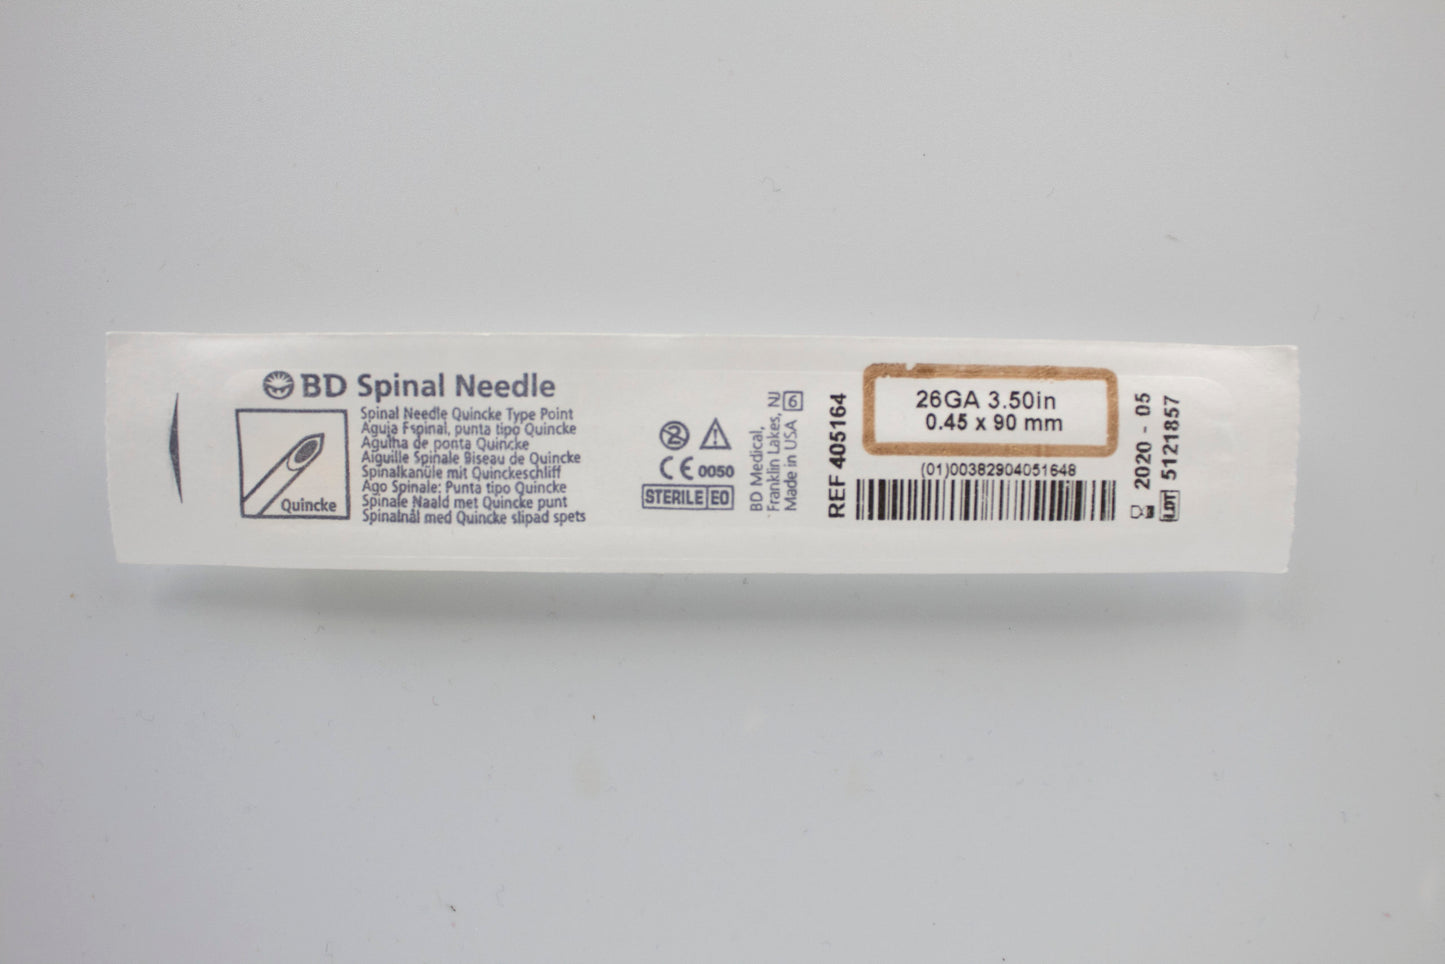 BD Spinal Needle
Spinal Needle Quincke Type Point
Aguja Espinal, punta tipo Quincke
Agulha de ponta Quincke
Aiguille Spinale Biseau de Quincke
Spinalkanüle mit Quinckeschliff
Ago Spinale: Punta tipo Quincke
Spinale Naald met Quincke punt
Spinalnål med Quincke slipad spets
Quincke
2
CE 0050
STERILE EO
BD Medical,
Franklin Lakes, NJ
Made in USA
6
REF 405164
26GA 3.50in
0.45 x 90 mm
(01)00382904051648
2020 - 05
LOT 5121857